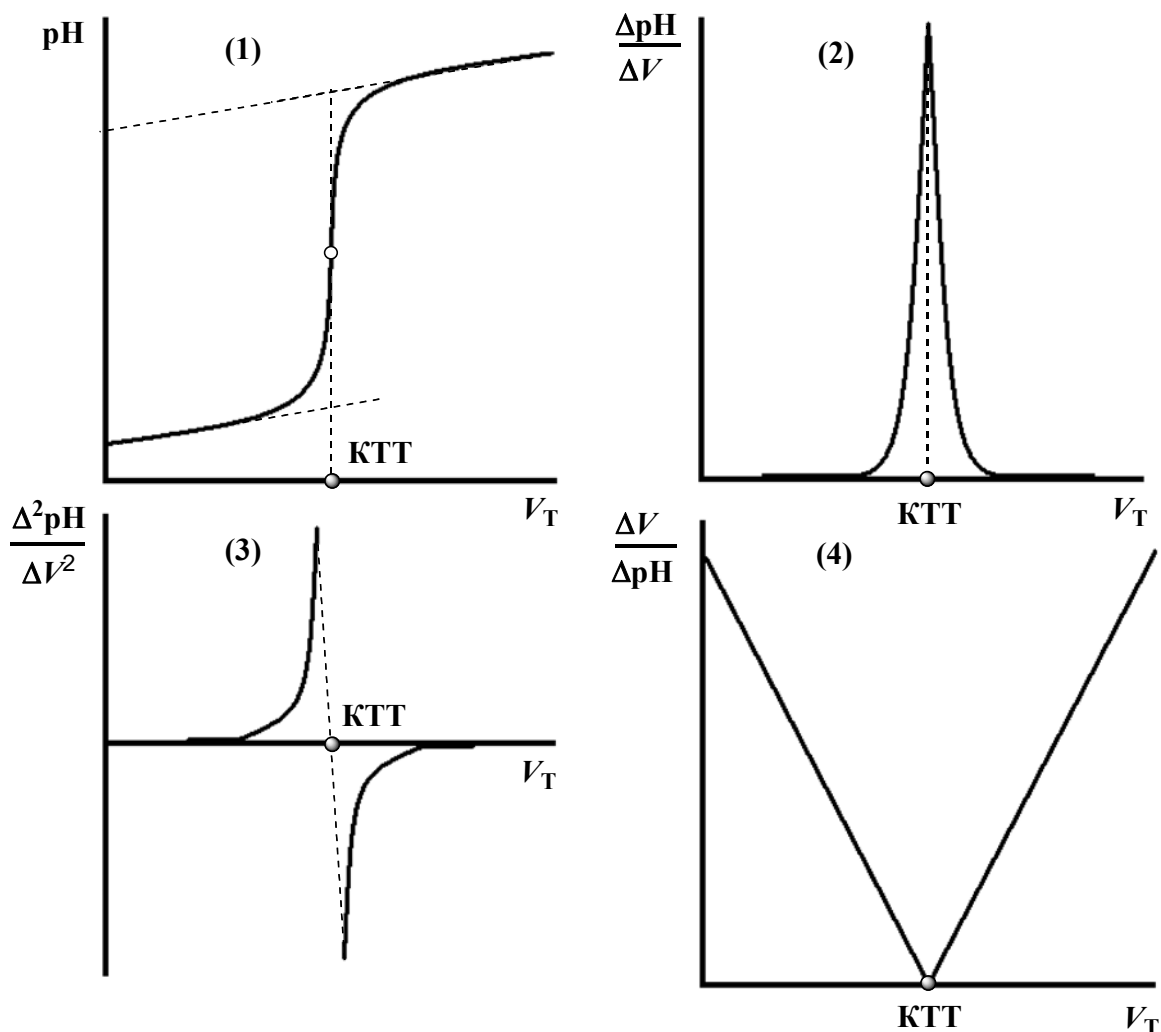 pH
(1)
КТТ
V_T
ΔpH
ΔV
(2)
КТТ
V_T
Δ²pH
ΔV²
(3)
КТТ
V_T
ΔV
ΔpH
(4)
КТТ
V_T